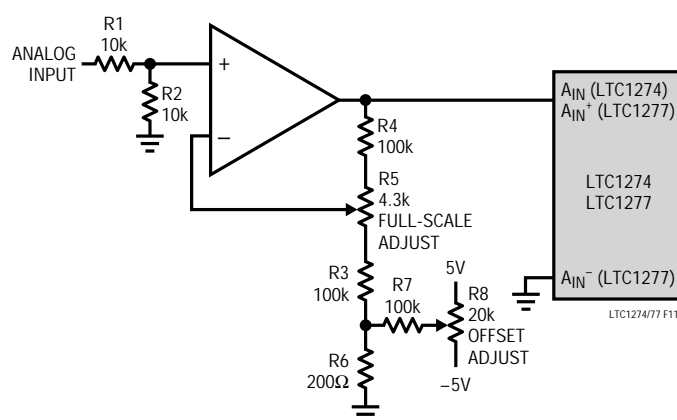 R1
10k
ANALOG
INPUT
R2
10k
+
−
R4
100k
R5
4.3k
FULL-SCALE
ADJUST
R3
100k
R7
100k
5V
R8
20k
OFFSET
ADJUST
−5V
R6
200Ω
AIN (LTC1274)
AIN+ (LTC1277)
LTC1274
LTC1277
AIN− (LTC1277)
LTC1274/77 F11